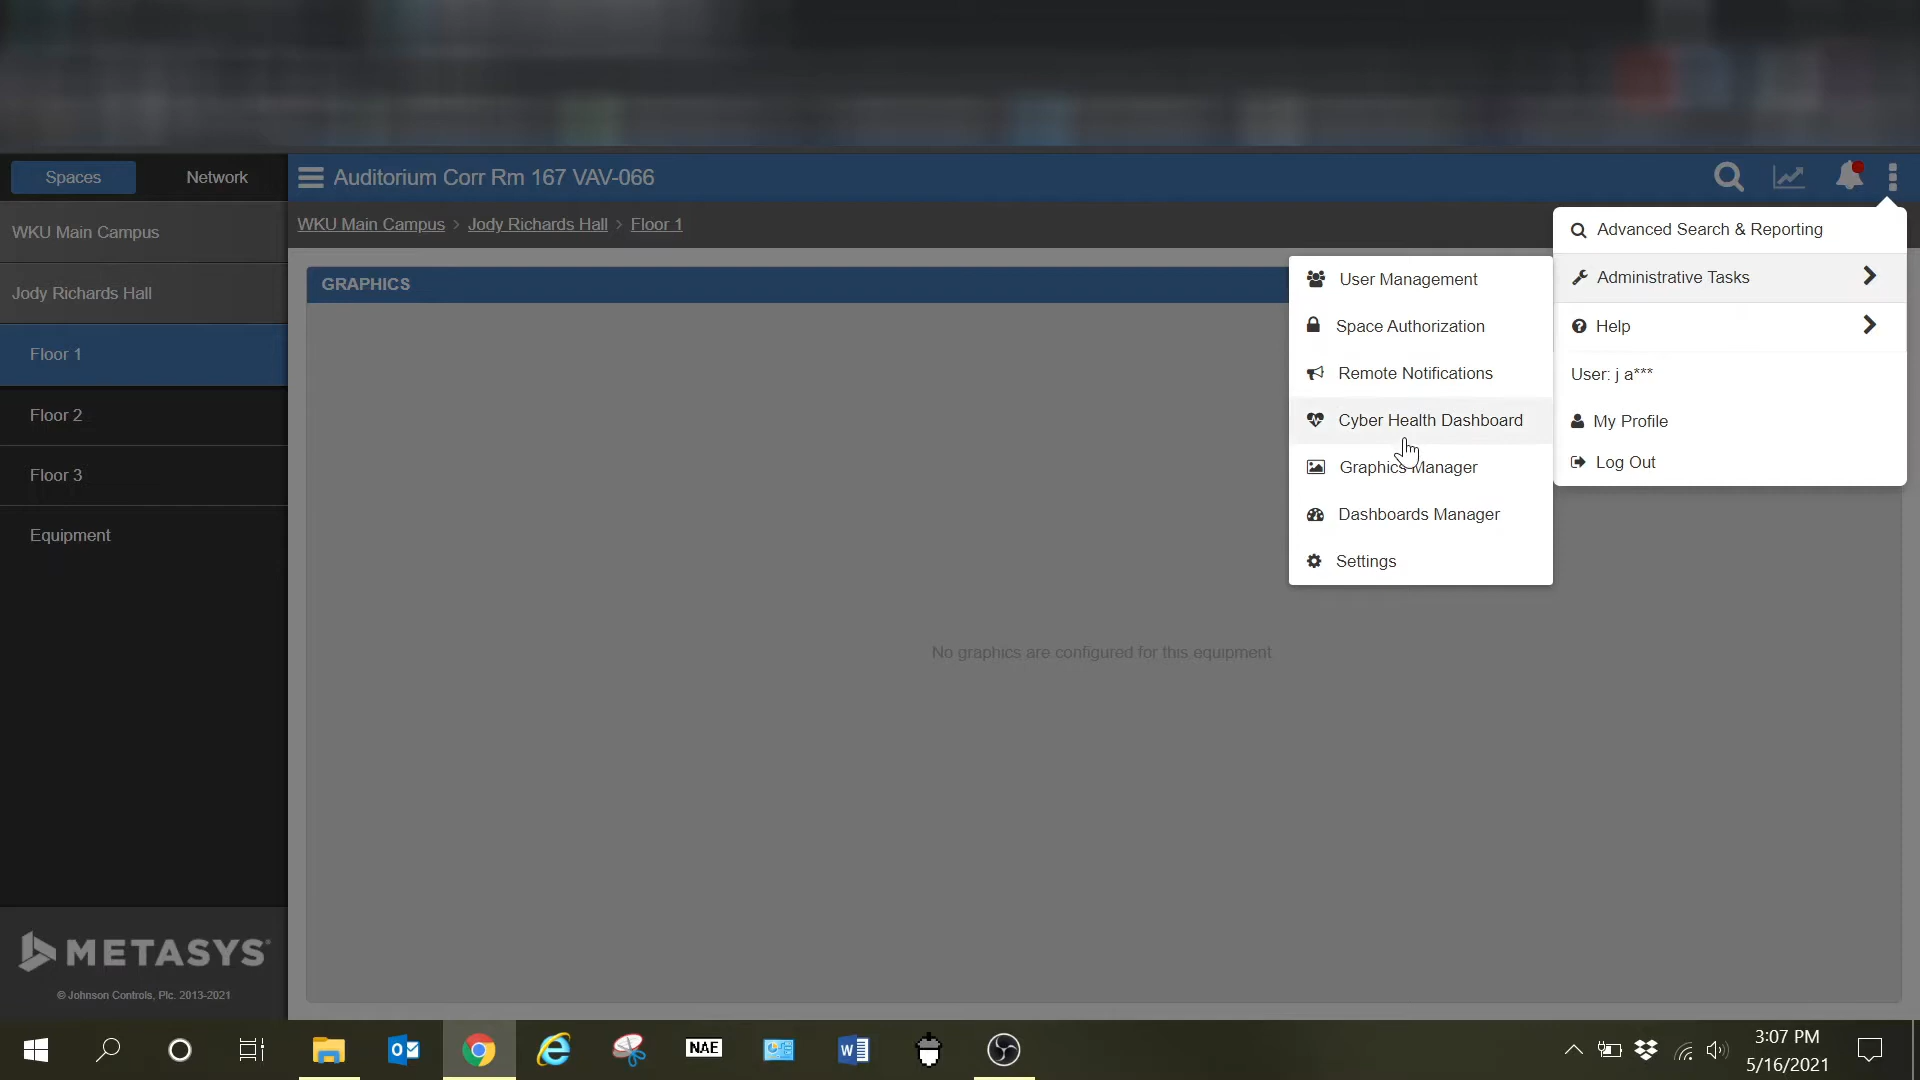 Spaces
Network
Auditorium Corr Rm 167 VAV-066
WKU Main Campus
Jody Richards Hall
Floor 1
Floor 2
Floor 3
Equipment
WKU Main Campus > Jody Richards Hall > Floor 1
GRAPHICS
No graphics are configured for this equipment
User Management
Space Authorization
Remote Notifications
Cyber Health Dashboard
Graphics Manager
Dashboards Manager
Settings
Advanced Search & Reporting
Administrative Tasks
Help
User: j a***
My Profile
Log Out
METASYS®
© Johnson Controls, Plc. 2013-2021
NAE
3:07 PM
5/16/2021